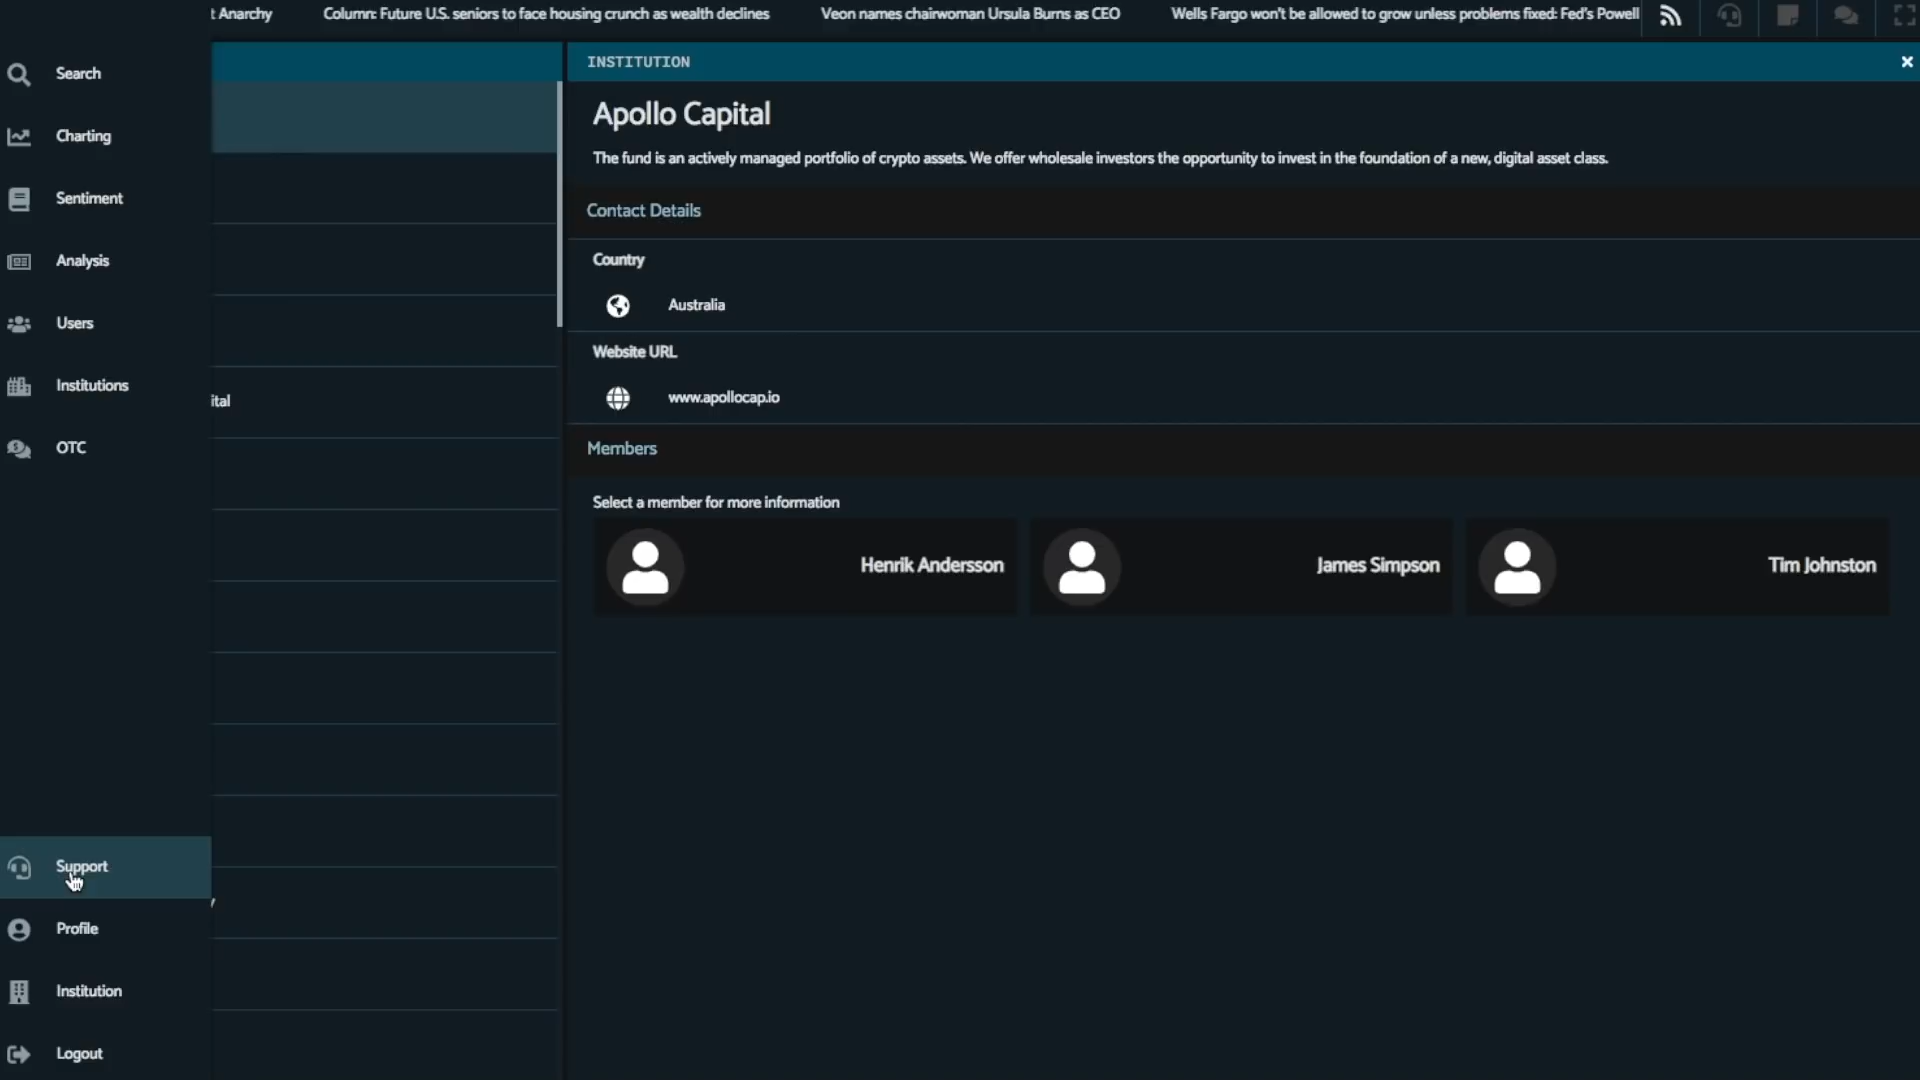 t Anarchy
Column: Future U.S. seniors to face housing crunch as wealth declines
Veon names chairwoman Ursula Burns as CEO
Wells Fargo won't be allowed to grow unless problems fixed: Fed's Powell
Search
Charting
Sentiment
Analysis
Users
Institutions
OTC
Support
Profile
Institution
Logout
ital
y
INSTITUTION
Apollo Capital
The fund is an actively managed portfolio of crypto assets. We offer wholesale investors the opportunity to invest in the foundation of a new, digital asset class.
Contact Details
Country
Australia
Website URL
www.apollocap.io
Members
Select a member for more information
Henrik Andersson
James Simpson
Tim Johnston